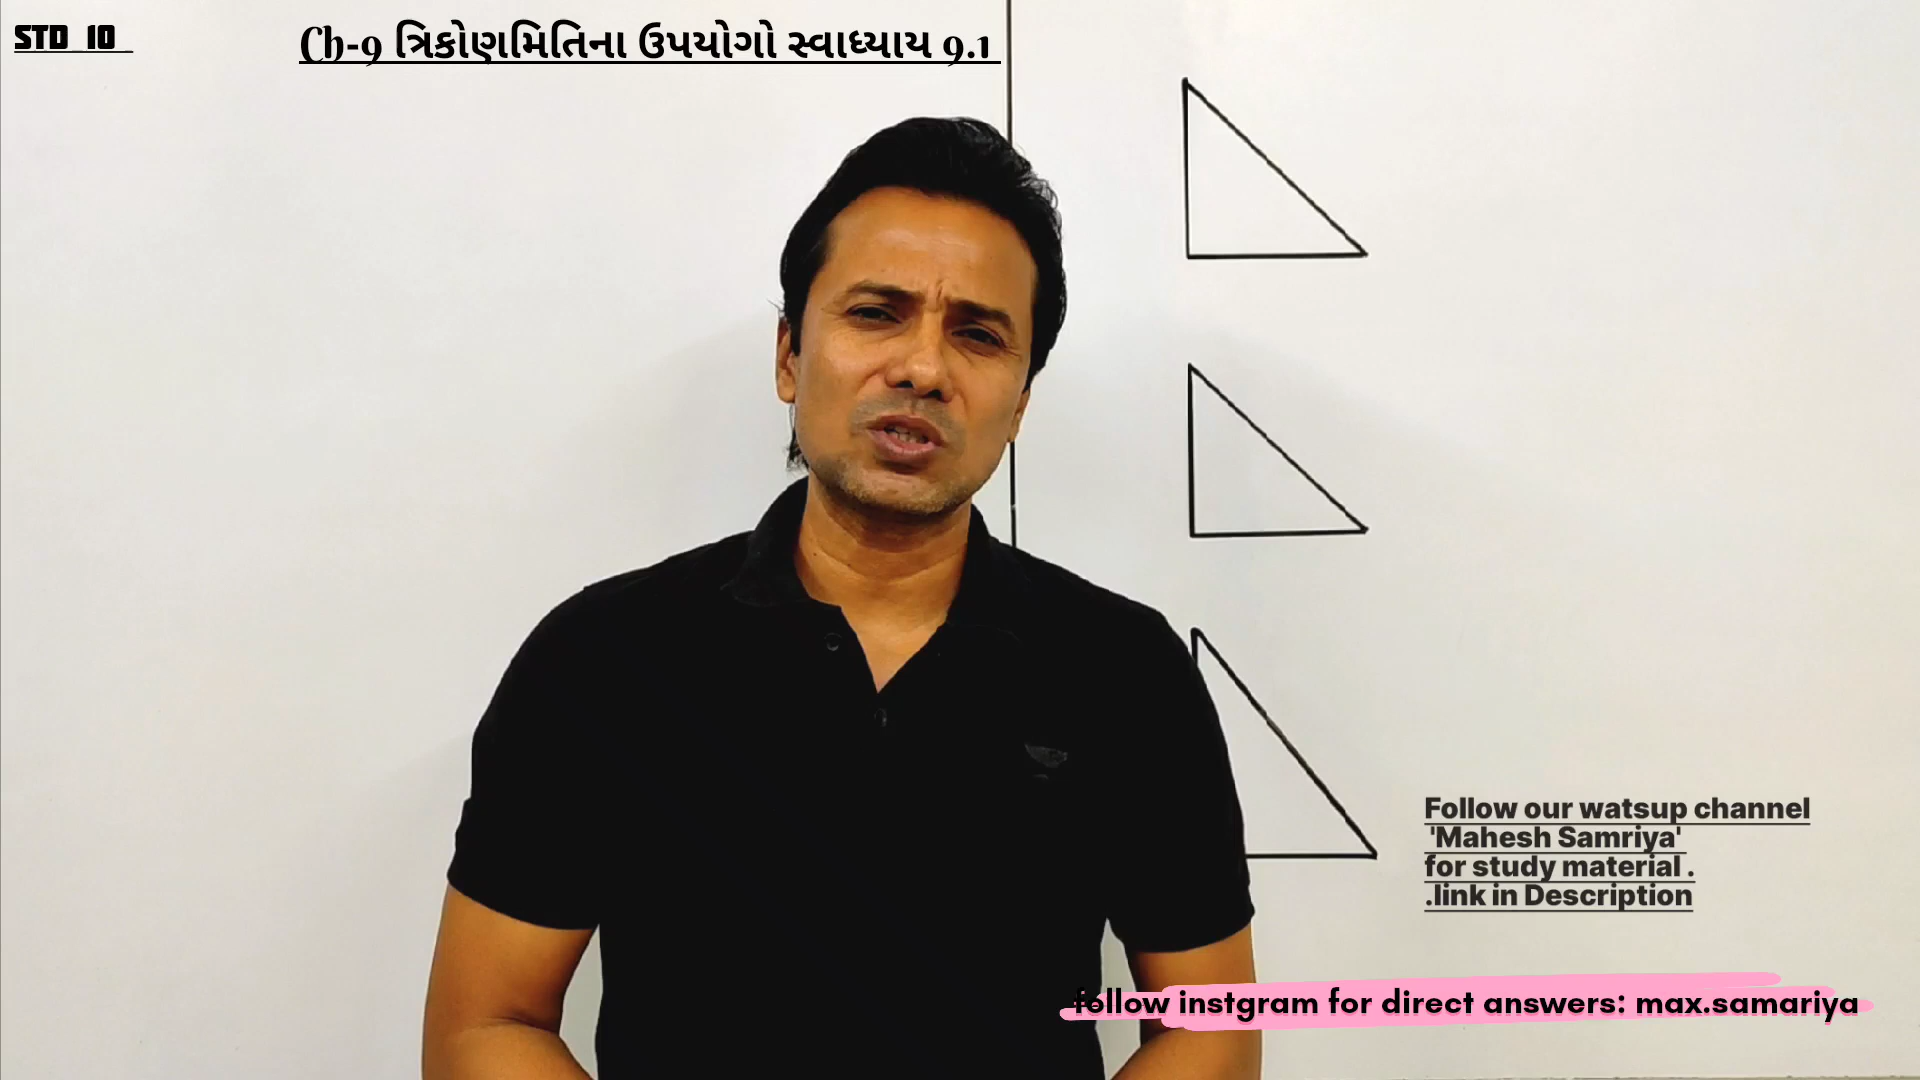 STD 10
Ch-9 ત્રિકોણમિતિના ઉપયોગો સ્વાધ્યાય 9.1
Follow our watsup channel
'Mahesh Samriya'
for study material .
.link in Description
follow instgram for direct answers: max.samariya